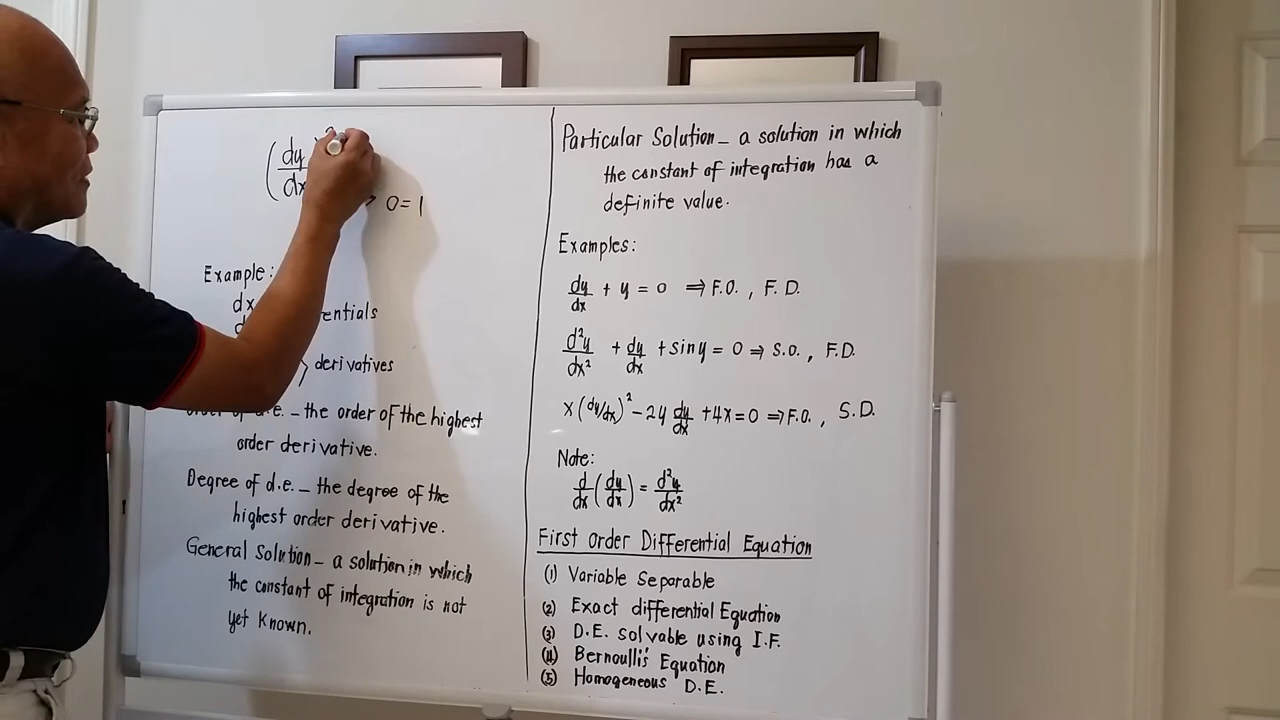 (dy/dx
0=1
Example:
dx
entials
derivatives
d.e. – the order of the highest
order derivative.
Degree of d.e. – the degree of the
highest order derivative.
General Solution – a solution in which
the constant of integration is not
yet known.
Particular Solution – a solution in which
the constant of integration has a
definite value.
Examples:
dy/dx + y = 0 ⇒ F.O. , F.D.
d²y/dx² + dy/dx + sin y = 0 ⇒ S.O. , F.D.
x(dy/dx)² – 2y dy/dx + 4x = 0 ⇒ F.O. , S.D.
Note:
d/dx (dy/dx) = d²y/dx²
First Order Differential Equation
(1) Variable Separable
(2) Exact differential Equation
(3) D.E. solvable using I.F.
(4) Bernoulli's Equation
(5) Homogeneous D.E.